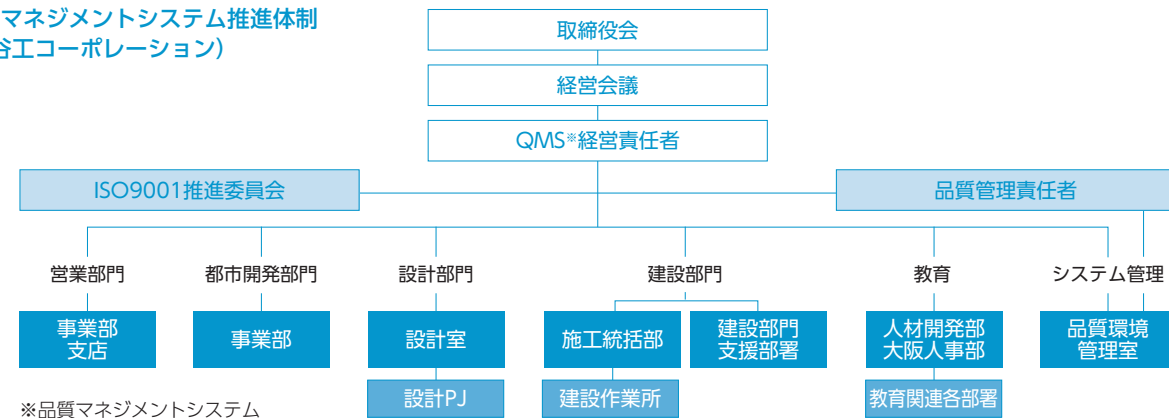 マネジメントシステム推進体制
谷工コーポレーション）
取締役会
経営会議
QMS※経営責任者
ISO9001推進委員会
品質管理責任者
営業部門
都市開発部門
設計部門
建設部門
教育
システム管理
事業部
支店
事業部
設計室
施工統括部
建設部門
支援部署
人材開発部
大阪人事部
品質環境
管理室
設計PJ
建設作業所
教育関連各部署
※品質マネジメントシステム